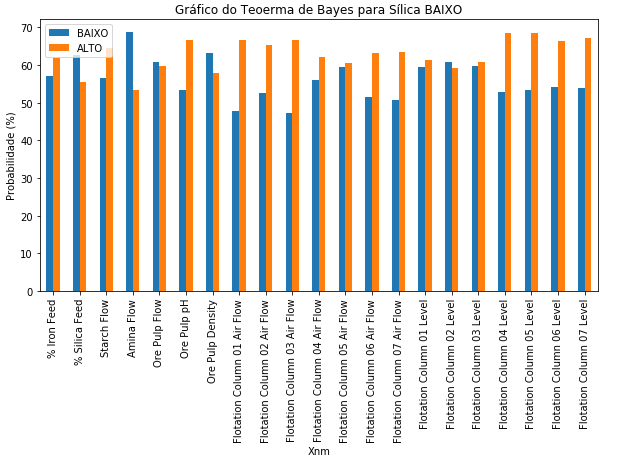 Gráfico do Teoerma de Bayes para Sílica BAIXO
BAIXO
ALTO
Probabilidade (%)
70
60
50
40
30
20
10
0
% Iron Feed
% Silica Feed
Starch Flow
Amina Flow
Ore Pulp Flow
Ore Pulp pH
Ore Pulp Density
Flotation Column 01 Air Flow
Flotation Column 02 Air Flow
Flotation Column 03 Air Flow
Flotation Column 04 Air Flow
Flotation Column 05 Air Flow
Flotation Column 06 Air Flow
Flotation Column 07 Air Flow
Flotation Column 01 Level
Flotation Column 02 Level
Flotation Column 03 Level
Flotation Column 04 Level
Flotation Column 05 Level
Flotation Column 06 Level
Flotation Column 07 Level
Xnm